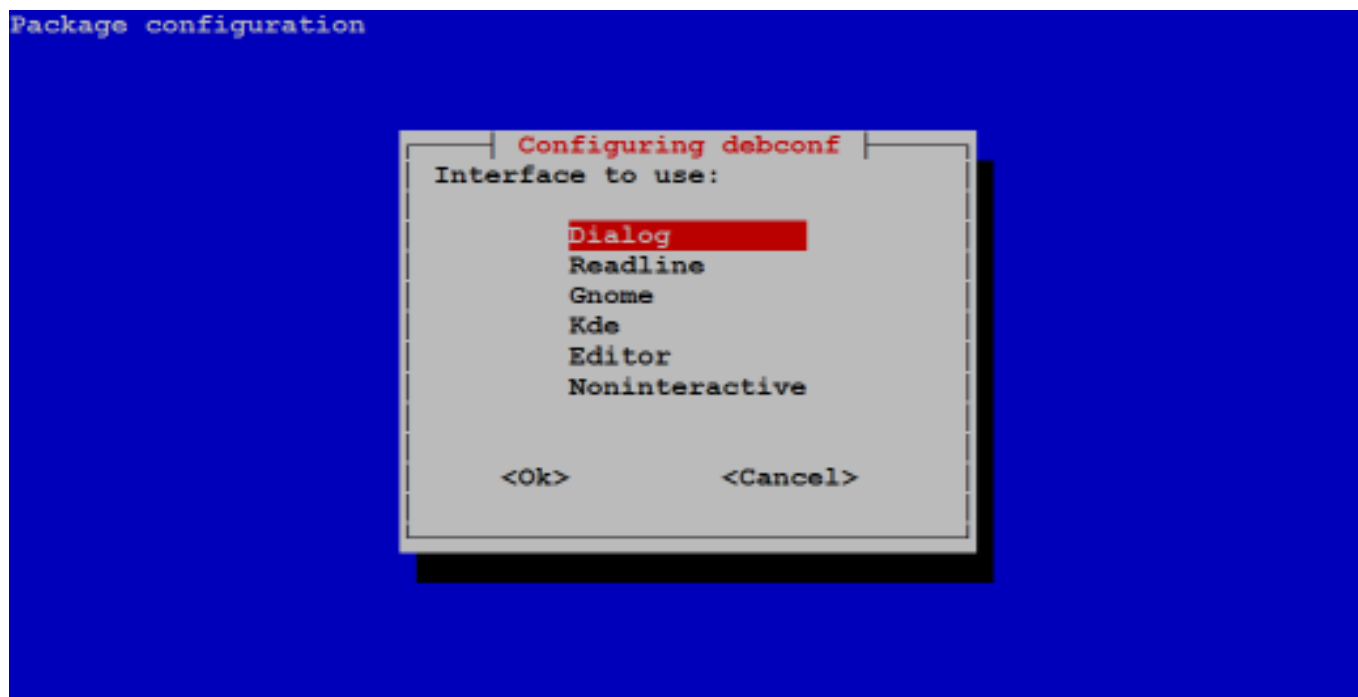 Package configuration
Configuring debconf
Interface to use:
Dialog
Readline
Gnome
Kde
Editor
Noninteractive
<Ok> <Cancel>